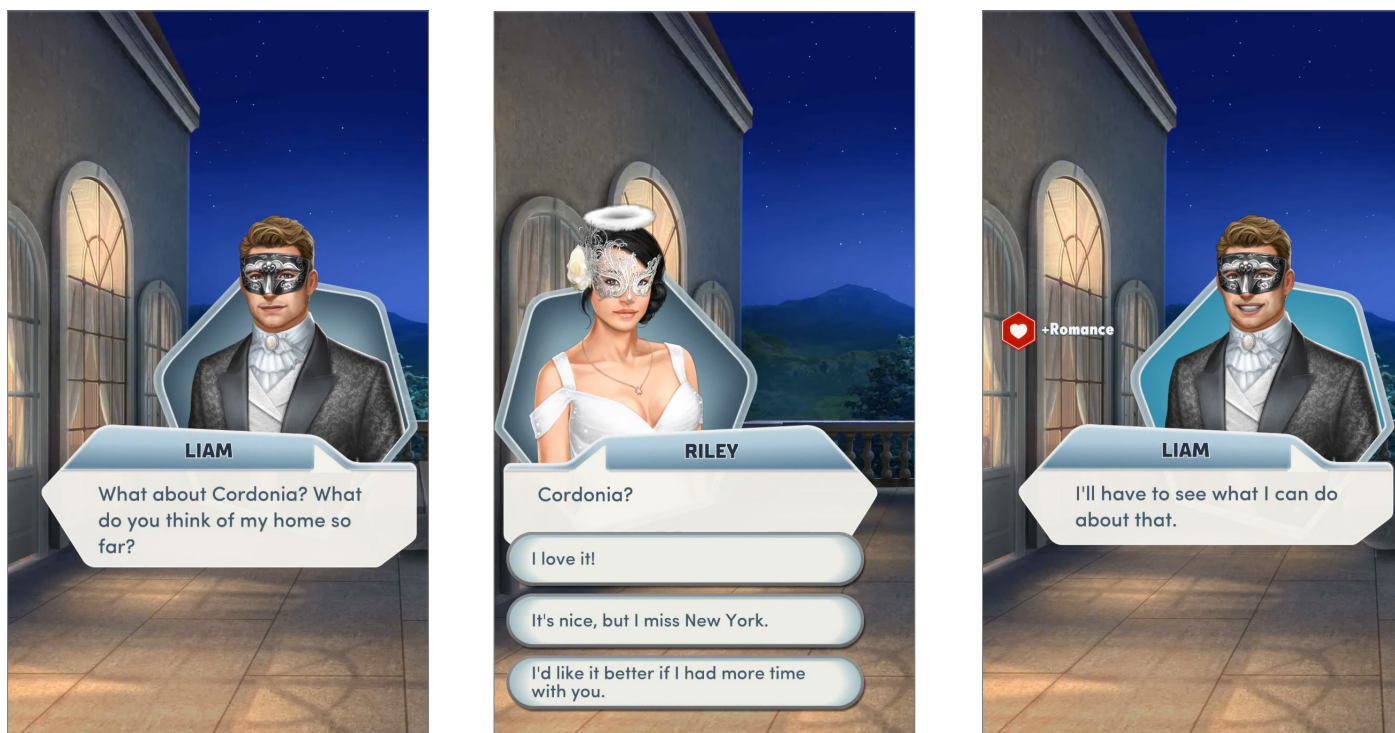 LIAM
What about Cordonia? What
do you think of my home so
far?
RILEY
Cordonia?
I love it!
It's nice, but I miss New York.
I'd like it better if I had more time
with you.
+Romance
LIAM
I'll have to see what I can do
about that.